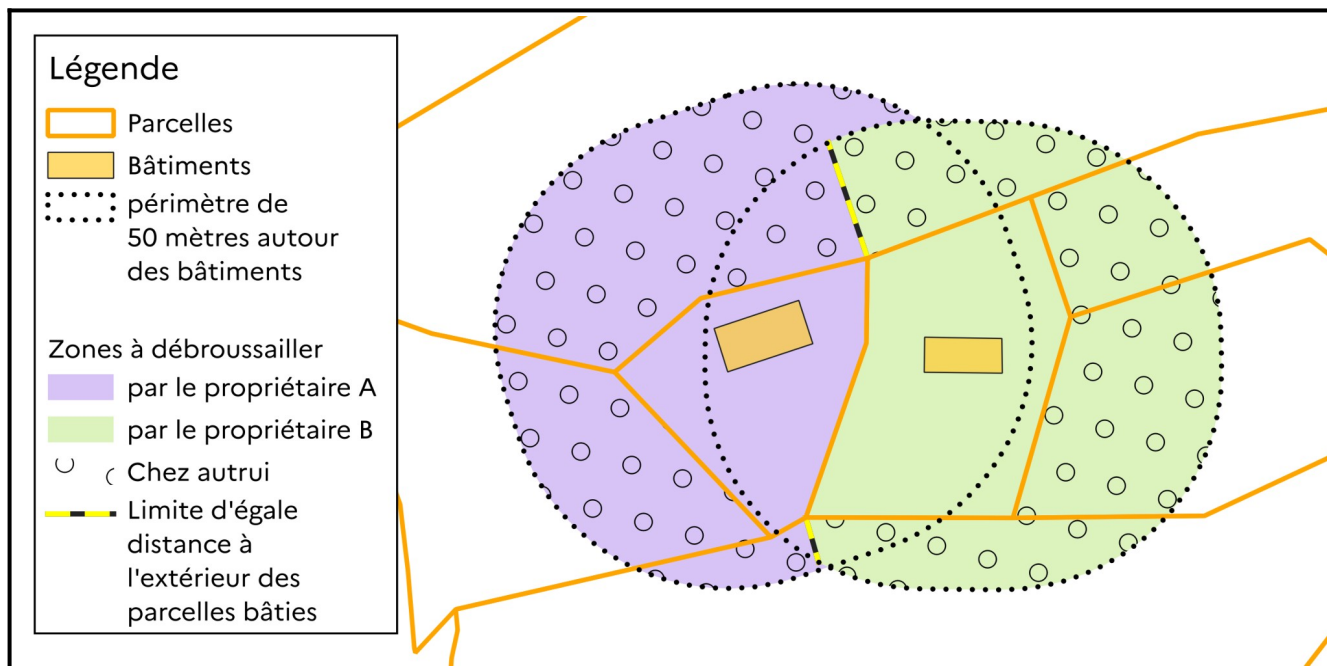 Légende
Parcelles
Bâtiments
périmètre de
50 mètres autour
des bâtiments
Zones à débroussailler
par le propriétaire A
par le propriétaire B
Chez autrui
Limite d'égale
distance à
l'extérieur des
parcelles bâties